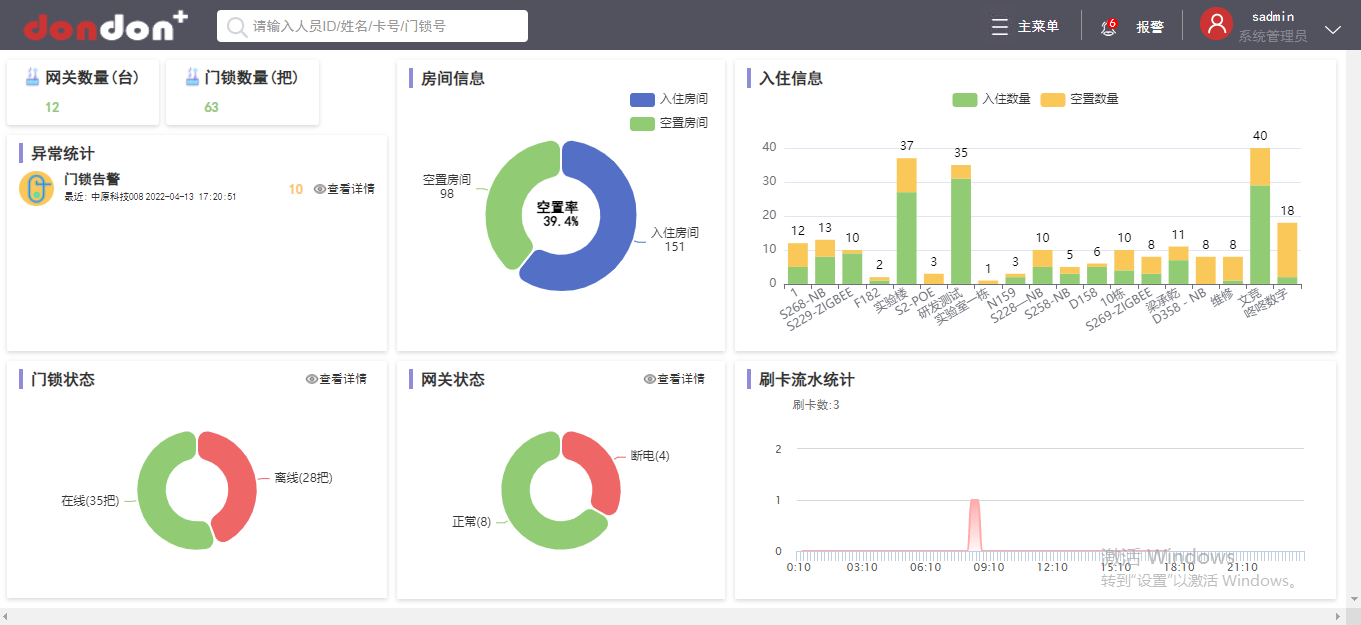 dondon+
请输入人员ID/姓名/卡号/门锁号
主菜单
6
报警
sadmin
系统管理员
网关数量(台)
12
门锁数量(把)
63
异常统计
门锁告警
最近: 中原科技008 2022-04-13 17:20:51
10
查看详情
房间信息
入住房间
空置房间
空置房间
98
空置率
39.4%
入住房间
151
入住信息
入住数量
空置数量
40
30
20
10
0
12
13
10
2
37
3
35
1
3
10
5
6
10
8
11
8
8
40
18
1
S268-NB
S229-ZIGBEE
F182
实验楼
S2-POE
研发测试
实验室一栋
N159
S228—NB
S258-NB
D158
10栋
S269-ZIGBEE
梁承乾
D358 - NB
维修
文竞
咚咚数字
门锁状态
查看详情
在线(35把)
离线(28把)
网关状态
查看详情
断电(4)
正常(8)
刷卡流水统计
刷卡数:3
2
1
0
0:10
03:10
06:10
09:10
12:10
15:10
18:10
21:10
激活 Windows
转到"设置"以激活 Windows。